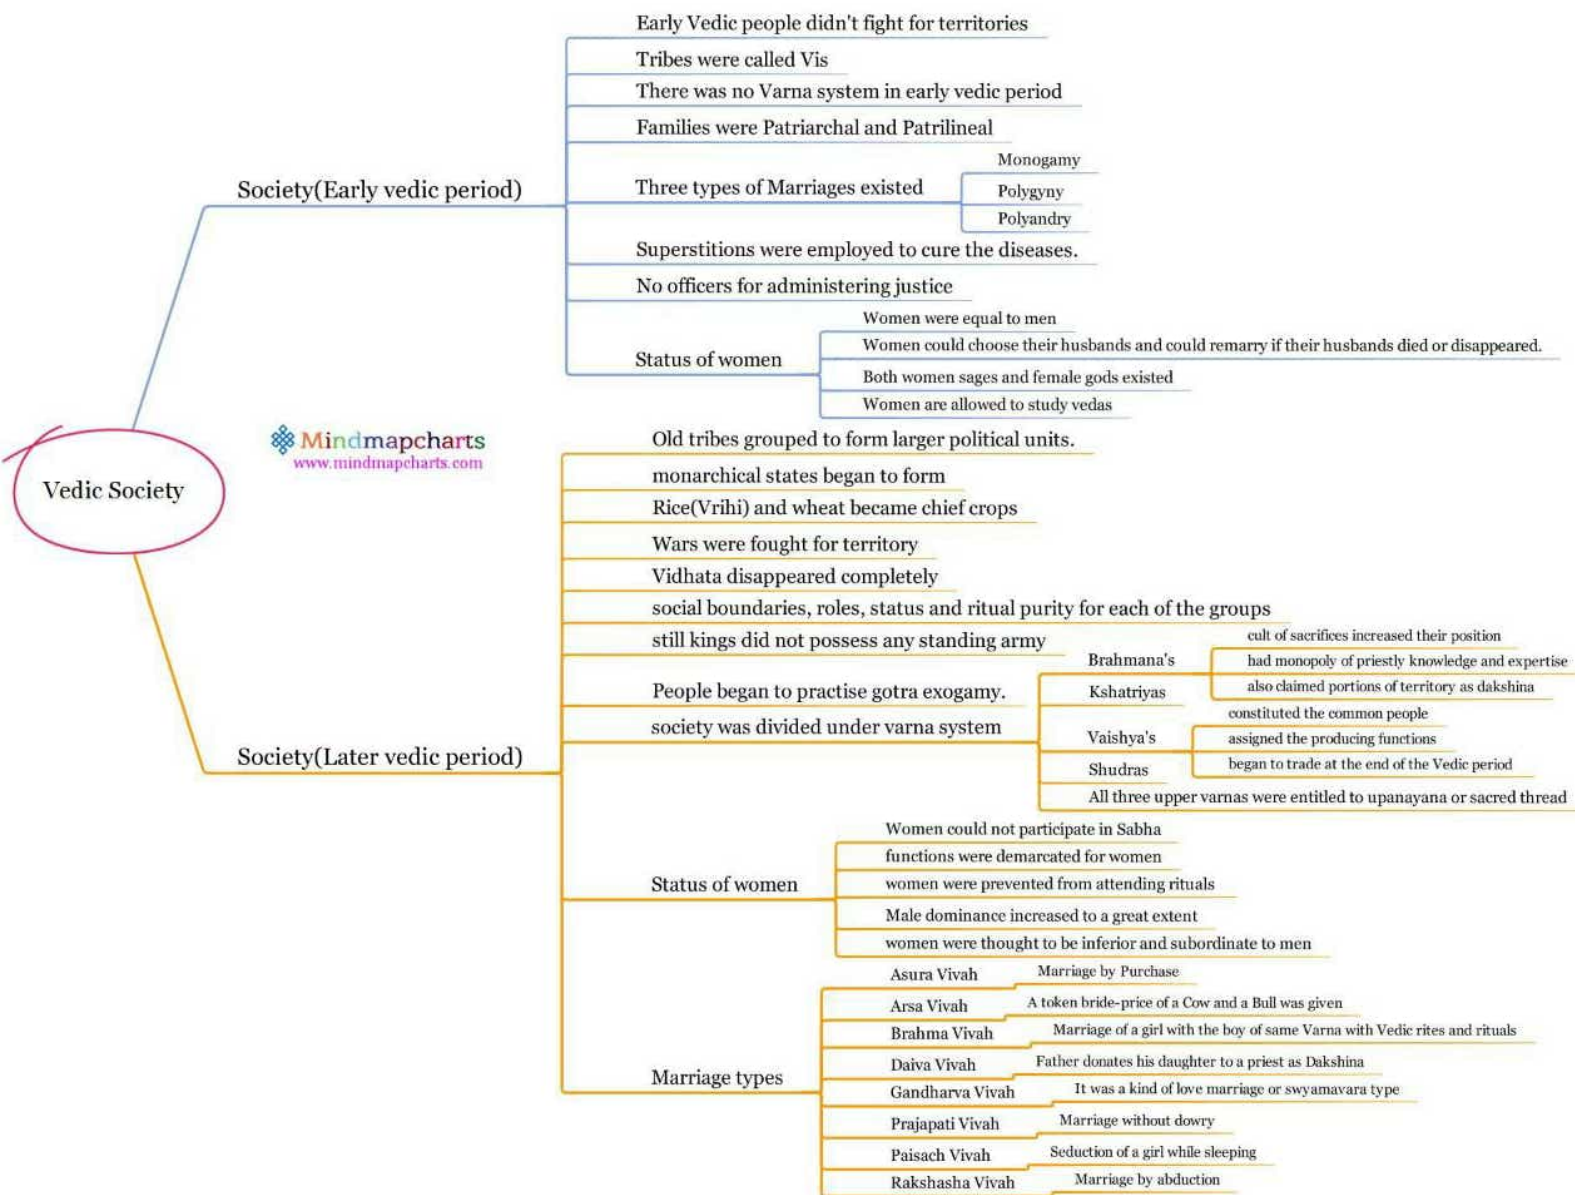 Vedic Society
Mindmapcharts
www.mindmapcharts.com
Society(Early vedic period)
Early Vedic people didn't fight for territories
Tribes were called Vis
There was no Varna system in early vedic period
Families were Patriarchal and Patrilineal
Three types of Marriages existed
Monogamy
Polygyny
Polyandry
Superstitions were employed to cure the diseases.
No officers for administering justice
Status of women
Women were equal to men
Women could choose their husbands and could remarry if their husbands died or disappeared.
Both women sages and female gods existed
Women are allowed to study vedas
Society(Later vedic period)
Old tribes grouped to form larger political units.
monarchical states began to form
Rice(Vrihi) and wheat became chief crops
Wars were fought for territory
Vidhata disappeared completely
social boundaries, roles, status and ritual purity for each of the groups
still kings did not possess any standing army
People began to practise gotra exogamy.
society was divided under varna system
Brahmana's
cult of sacrifices increased their position
had monopoly of priestly knowledge and expertise
also claimed portions of territory as dakshina
Kshatriyas
Vaishya's
constituted the common people
assigned the producing functions
began to trade at the end of the Vedic period
Shudras
All three upper varnas were entitled to upanayana or sacred thread
Status of women
Women could not participate in Sabha
functions were demarcated for women
women were prevented from attending rituals
Male dominance increased to a great extent
women were thought to be inferior and subordinate to men
Marriage types
Asura Vivah
Marriage by Purchase
Arsa Vivah
A token bride-price of a Cow and a Bull was given
Brahma Vivah
Marriage of a girl with the boy of same Varna with Vedic rites and rituals
Daiva Vivah
Father donates his daughter to a priest as Dakshina
Gandharva Vivah
It was a kind of love marriage or swyamavara type
Prajapati Vivah
Marriage without dowry
Paisach Vivah
Seduction of a girl while sleeping
Rakshasha Vivah
Marriage by abduction